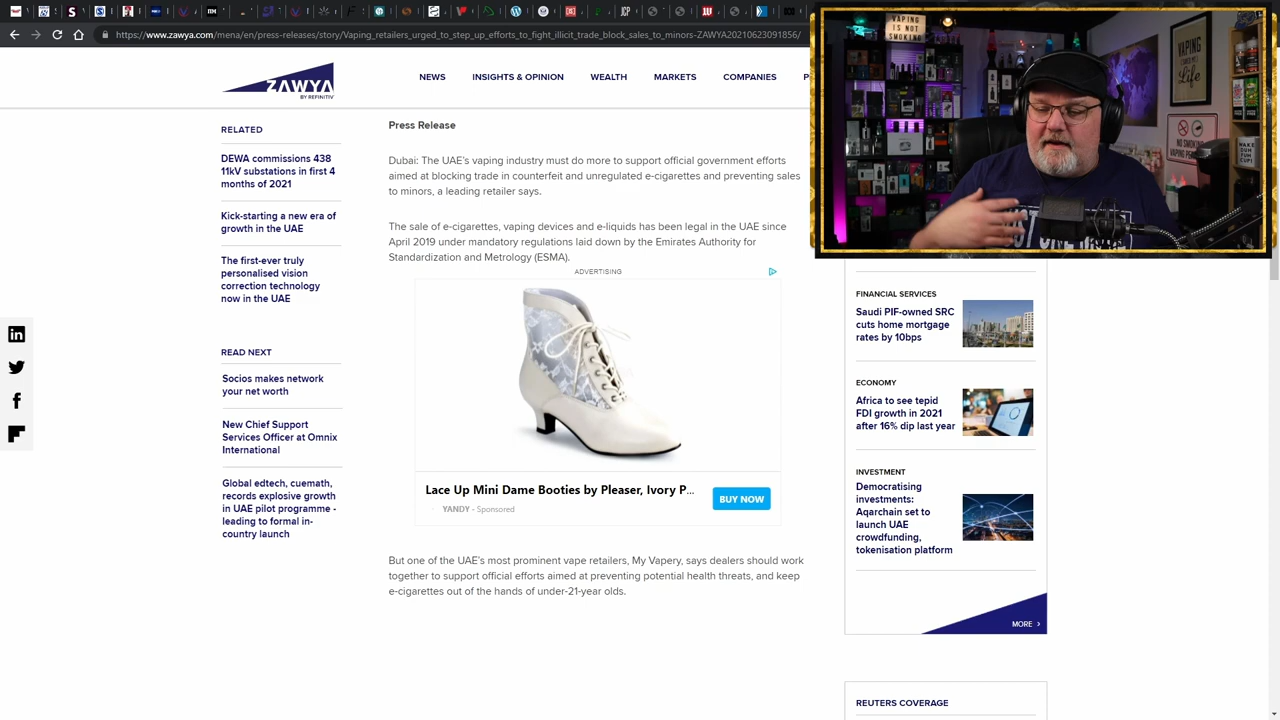 https://www.zawya.com/mena/en/press-releases/story/Vaping_retailers_urged_to_step_up_efforts_to_fight_illicit_trade_block_sales_to_minors-ZAWYA20210623091856/
ZAWYA
BY REFINITIV
NEWS
INSIGHTS & OPINION
WEALTH
MARKETS
COMPANIES
VAPING
IS NOT
SMOKING
VAPING
Life
NO SMOKING
VAPING
RELATED
DEWA commissions 438
11kV substations in first 4
months of 2021
Kick-starting a new era of
growth in the UAE
The first-ever truly
personalised vision
correction technology
now in the UAE
READ NEXT
Socios makes network
your net worth
New Chief Support
Services Officer at Omnix
International
Global edtech, cuemath,
records explosive growth
in UAE pilot programme -
leading to formal in-
country launch
Press Release
Dubai: The UAE's vaping industry must do more to support official government efforts
aimed at blocking trade in counterfeit and unregulated e-cigarettes and preventing sales
to minors, a leading retailer says.
The sale of e-cigarettes, vaping devices and e-liquids has been legal in the UAE since
April 2019 under mandatory regulations laid down by the Emirates Authority for
Standardization and Metrology (ESMA).
ADVERTISING
Lace Up Mini Dame Booties by Pleaser, Ivory P...
YANDY - Sponsored
BUY NOW
But one of the UAE's most prominent vape retailers, My Vapery, says dealers should work
together to support official efforts aimed at preventing potential health threats, and keep
e-cigarettes out of the hands of under-21-year olds.
FINANCIAL SERVICES
Saudi PIF-owned SRC
cuts home mortgage
rates by 10bps
ECONOMY
Africa to see tepid
FDI growth in 2021
after 16% dip last year
INVESTMENT
Democratising
investments:
Aqarchain set to
launch UAE
crowdfunding,
tokenisation platform
MORE
REUTERS COVERAGE